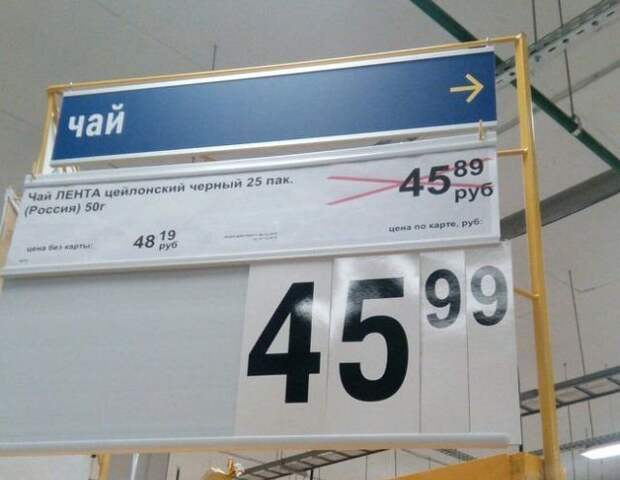 чай
Чай ЛЕНТА цейлонский черный 25 пак.
(Россия) 50г
45 89 руб
цена по карте, руб:
цена без карты: 48 19 руб
45 99